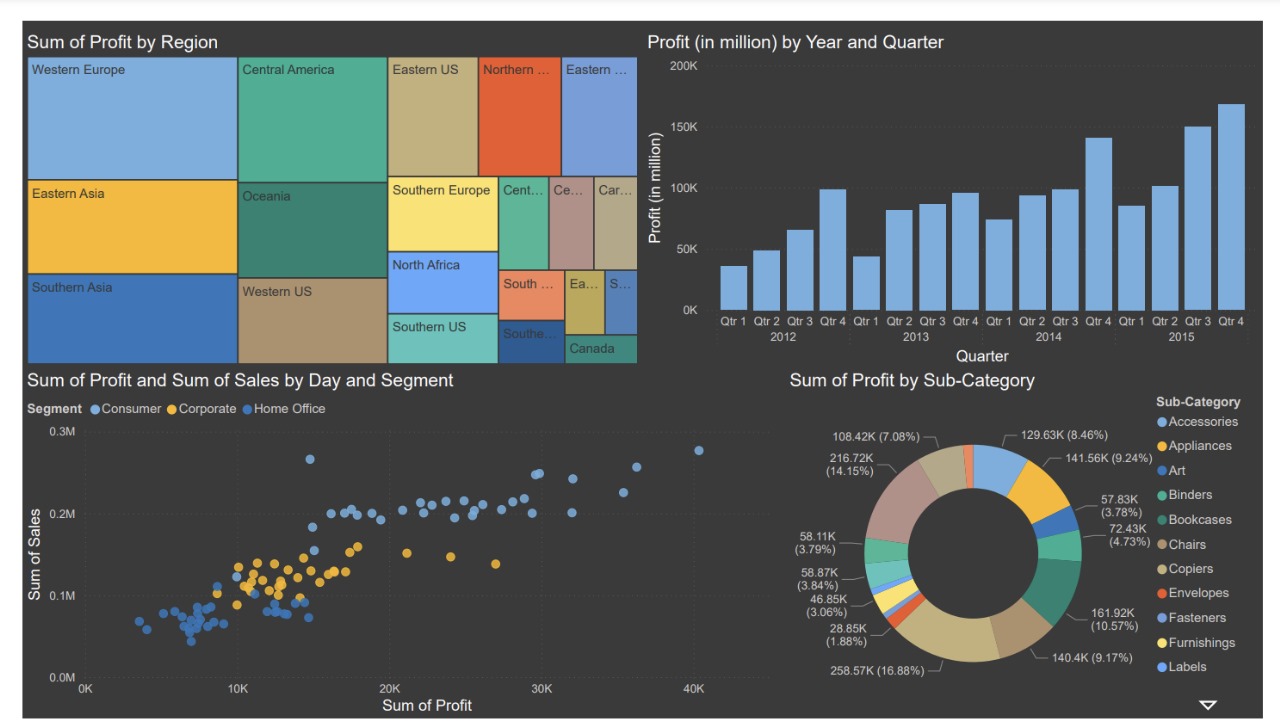 Sum of Profit by Region
Western Europe
Central America
Eastern US
Northern ...
Eastern ...
Eastern Asia
Oceania
Southern Europe
Cent...
Ce...
Car...
Southern Asia
Western US
North Africa
Southern US
South ...
Ea...
S...
Southe...
Canada
Profit (in million) by Year and Quarter
Profit (in million)
200K
150K
100K
50K
0K
Qtr 1 Qtr 2 Qtr 3 Qtr 4 Qtr 1 Qtr 2 Qtr 3 Qtr 4 Qtr 1 Qtr 2 Qtr 3 Qtr 4 Qtr 1 Qtr 2 Qtr 3 Qtr 4
2012 2013 2014 2015
Quarter
Sum of Profit and Sum of Sales by Day and Segment
Segment Consumer Corporate Home Office
Sum of Sales
0.3M
0.2M
0.1M
0.0M
0K 10K 20K 30K 40K
Sum of Profit
Sum of Profit by Sub-Category
129.63K (8.46%)
141.56K (9.24%)
57.83K
(3.78%)
72.43K
(4.73%)
161.92K
(10.57%)
140.4K (9.17%)
258.57K (16.88%)
28.85K
(1.88%)
46.85K
(3.06%)
58.87K
(3.84%)
58.11K
(3.79%)
216.72K
(14.15%)
108.42K (7.08%)
Sub-Category
Accessories
Appliances
Art
Binders
Bookcases
Chairs
Copiers
Envelopes
Fasteners
Furnishings
Labels